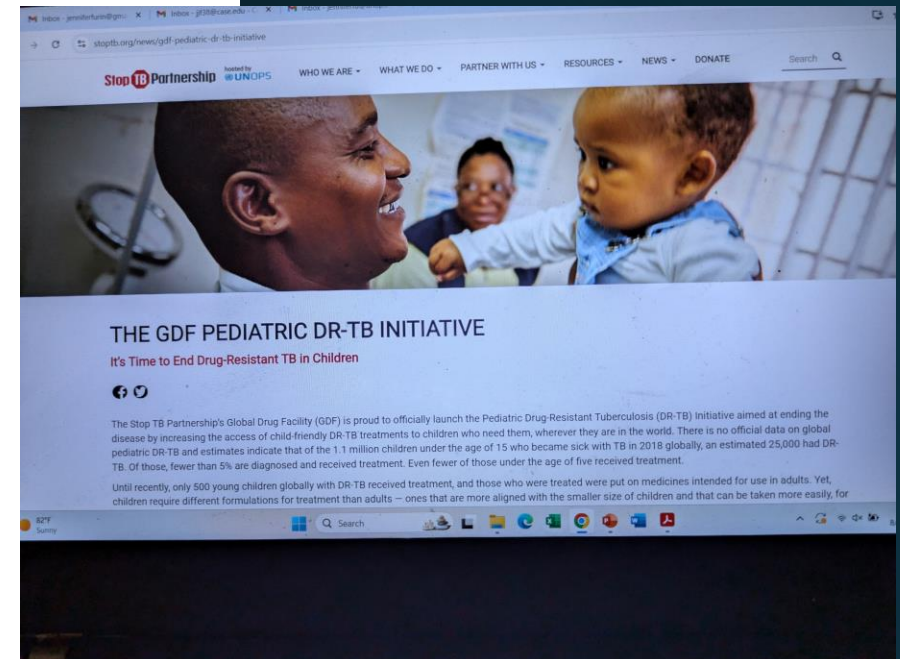 Inbox - jenniferfurin@gm
Inbox - jjf38@case.edu
stoptb.org/news/gdf-pediatric-dr-tb-initiative
Stop TB Partnership hosted by UNOPS
WHO WE ARE WHAT WE DO PARTNER WITH US RESOURCES NEWS DONATE Search
THE GDF PEDIATRIC DR-TB INITIATIVE
It's Time to End Drug-Resistant TB in Children
The Stop TB Partnership's Global Drug Facility (GDF) is proud to officially launch the Pediatric Drug-Resistant Tuberculosis (DR-TB) Initiative aimed at ending the
disease by increasing the access of child-friendly DR-TB treatments to children who need them, wherever they are in the world. There is no official data on global
pediatric DR-TB and estimates indicate that of the 1.1 million children under the age of 15 who became sick with TB in 2018 globally, an estimated 25,000 had DR-
TB. Of those, fewer than 5% are diagnosed and received treatment. Even fewer of those under the age of five received treatment.
Until recently, only 500 young children globally with DR-TB received treatment, and those who were treated were put on medicines intended for use in adults. Yet,
children require different formulations for treatment than adults — ones that are more aligned with the smaller size of children and that can be taken more easily, for
82°F
Sunny
Search